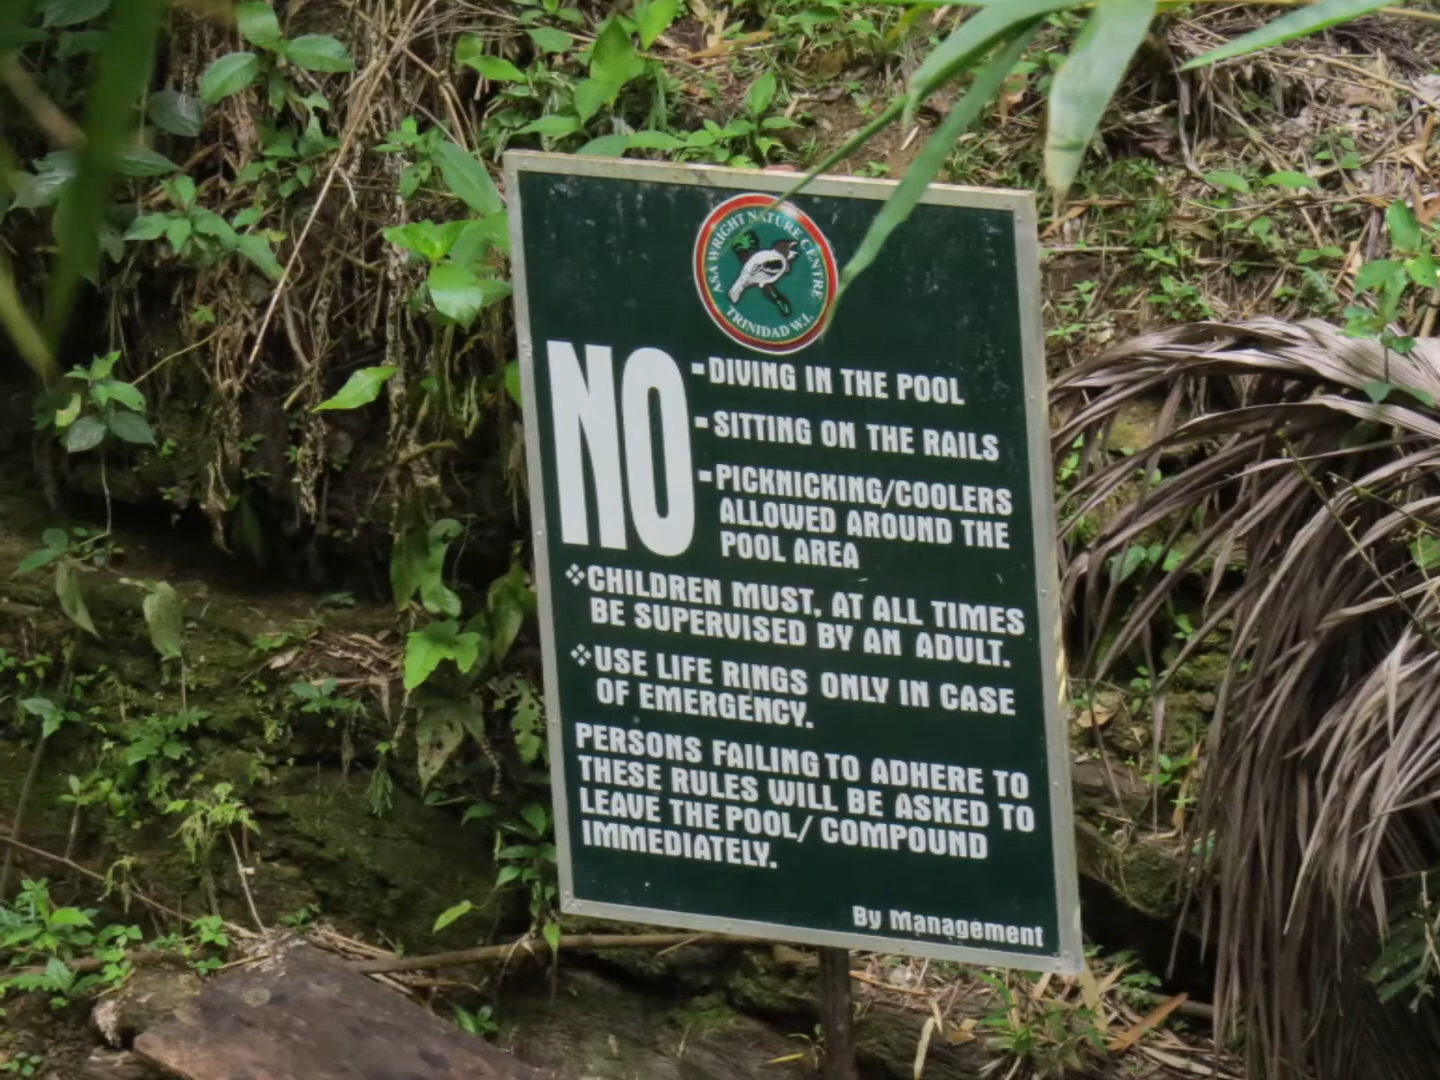 ASA WRIGHT NATURE CENTRE
TRINIDAD W.I.
NO
-DIVING IN THE POOL
-SITTING ON THE RAILS
-PICKNICKING/COOLERS
ALLOWED AROUND THE
POOL AREA
❖CHILDREN MUST, AT ALL TIMES
BE SUPERVISED BY AN ADULT.
❖USE LIFE RINGS ONLY IN CASE
OF EMERGENCY.
PERSONS FAILING TO ADHERE TO
THESE RULES WILL BE ASKED TO
LEAVE THE POOL/ COMPOUND
IMMEDIATELY.
By Management